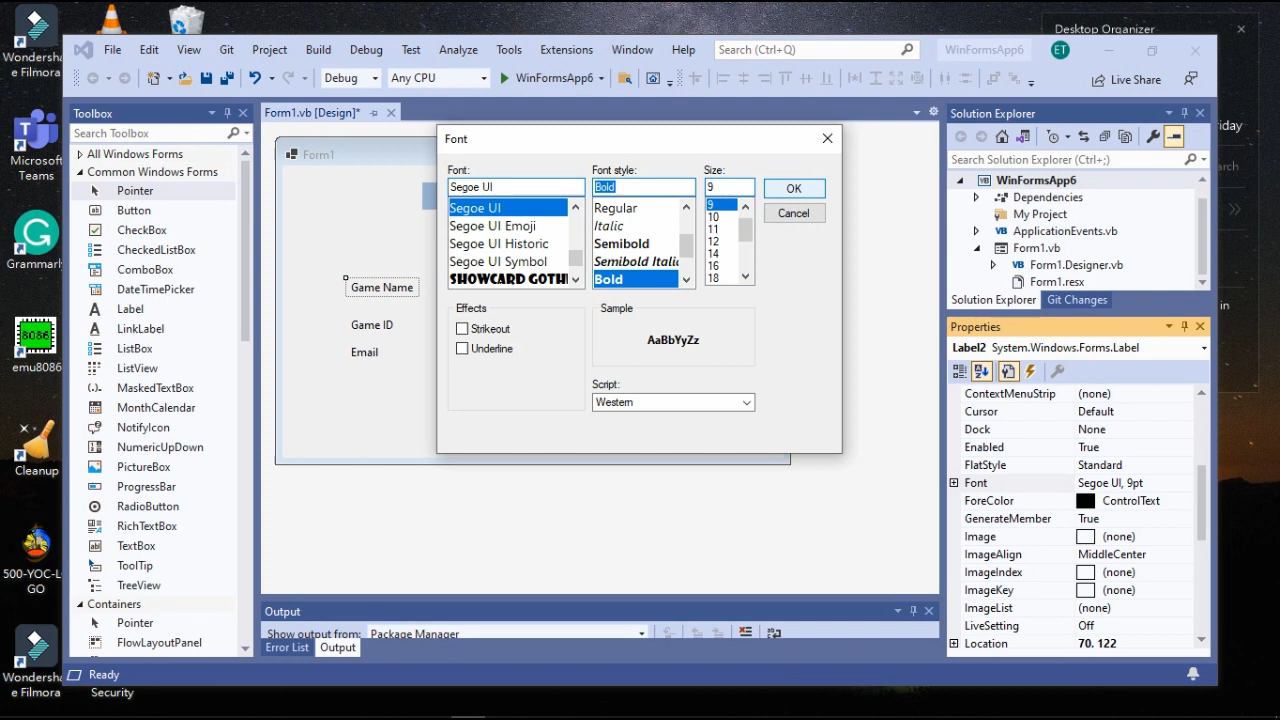 Wondersha
e Filmora
Microsoft
Teams
Grammarl
emu8086
Cleanup
500-YOC-L
GO
Wondersh
e Filmora
Security
Desktop Organizer
File Edit View Git Project Build Debug Test Analyze Tools Extensions Window Help
Search (Ctrl+Q)
WinFormsApp6
ET
Debug
Any CPU
WinFormsApp6
Live Share
Toolbox
Search Toolbox
All Windows Forms
Common Windows Forms
Pointer
Button
CheckBox
CheckedListBox
ComboBox
DateTimePicker
Label
LinkLabel
ListBox
ListView
MaskedTextBox
MonthCalendar
NotifyIcon
NumericUpDown
PictureBox
ProgressBar
RadioButton
RichTextBox
TextBox
ToolTip
TreeView
Containers
Pointer
FlowLayoutPanel
Form1.vb [Design]*
Form1
Game Name
Game ID
Email
Font
Font:
Segoe UI
Segoe UI
Segoe UI Emoji
Segoe UI Historic
Segoe UI Symbol
SHOWCARD GOTHI
Font style:
Bold
Regular
Italic
Semibold
Semibold Italic
Bold
Size:
9
9
10
11
12
14
16
18
OK
Cancel
Effects
Strikeout
Underline
Sample
AaBbYyZz
Script:
Western
Output
Show output from: Package Manager
Error List Output
Ready
Solution Explorer
Search Solution Explorer (Ctrl+;)
WinFormsApp6
Dependencies
My Project
ApplicationEvents.vb
Form1.vb
Form1.Designer.vb
Form1.resx
Solution Explorer Git Changes
Properties
Label2 System.Windows.Forms.Label
ContextMenuStrip (none)
Cursor Default
Dock None
Enabled True
FlatStyle Standard
Font Segoe UI, 9pt
ForeColor ControlText
GenerateMember True
Image (none)
ImageAlign MiddleCenter
ImageIndex (none)
ImageKey (none)
ImageList (none)
LiveSetting Off
Location 70, 122
riday
in